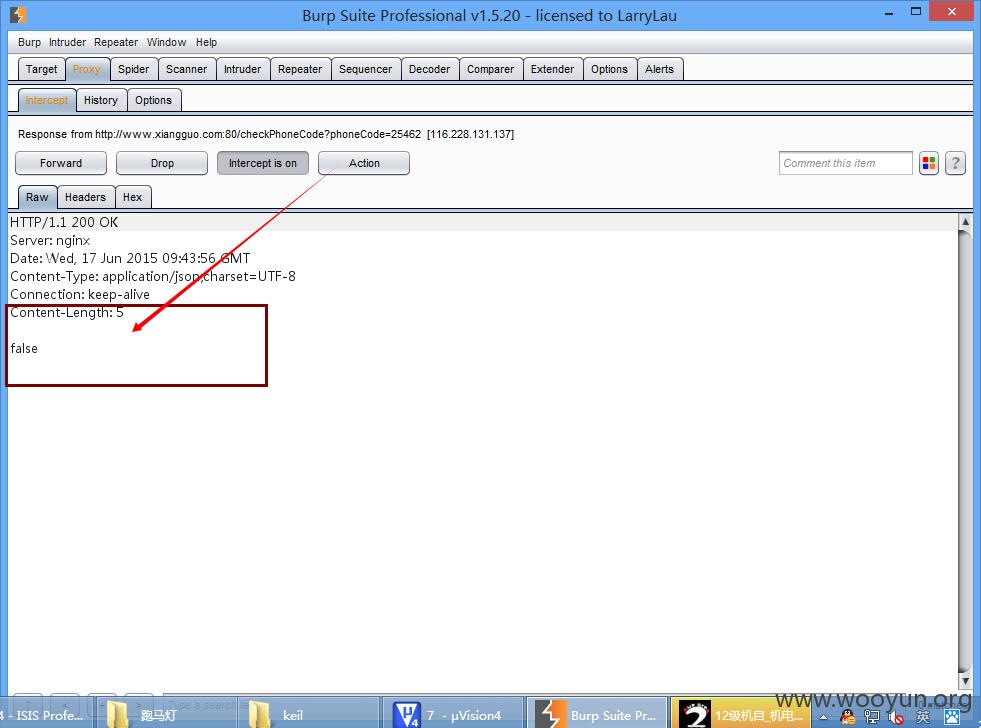 Burp Suite Professional v1.5.20 - licensed to LarryLau
Burp Intruder Repeater Window Help
Target Proxy Spider Scanner Intruder Repeater Sequencer Decoder Comparer Extender Options Alerts
Intercept History Options
Response from http://www.xiangguo.com:80/checkPhoneCode?phoneCode=25462 [116.228.131.137]
Forward Drop Intercept is on Action Comment this item ?
Raw Headers Hex
HTTP/1.1 200 OK
Server: nginx
Date: Wed, 17 Jun 2015 09:43:56 GMT
Content-Type: application/json;charset=UTF-8
Connection: keep-alive
Content-Length: 5
false
Type a search te
www.wooyun.org
4 - ISIS Profe... 跑马灯 keil 7 - µVision4 Burp Suite Pr... 12级机自_机电... 英